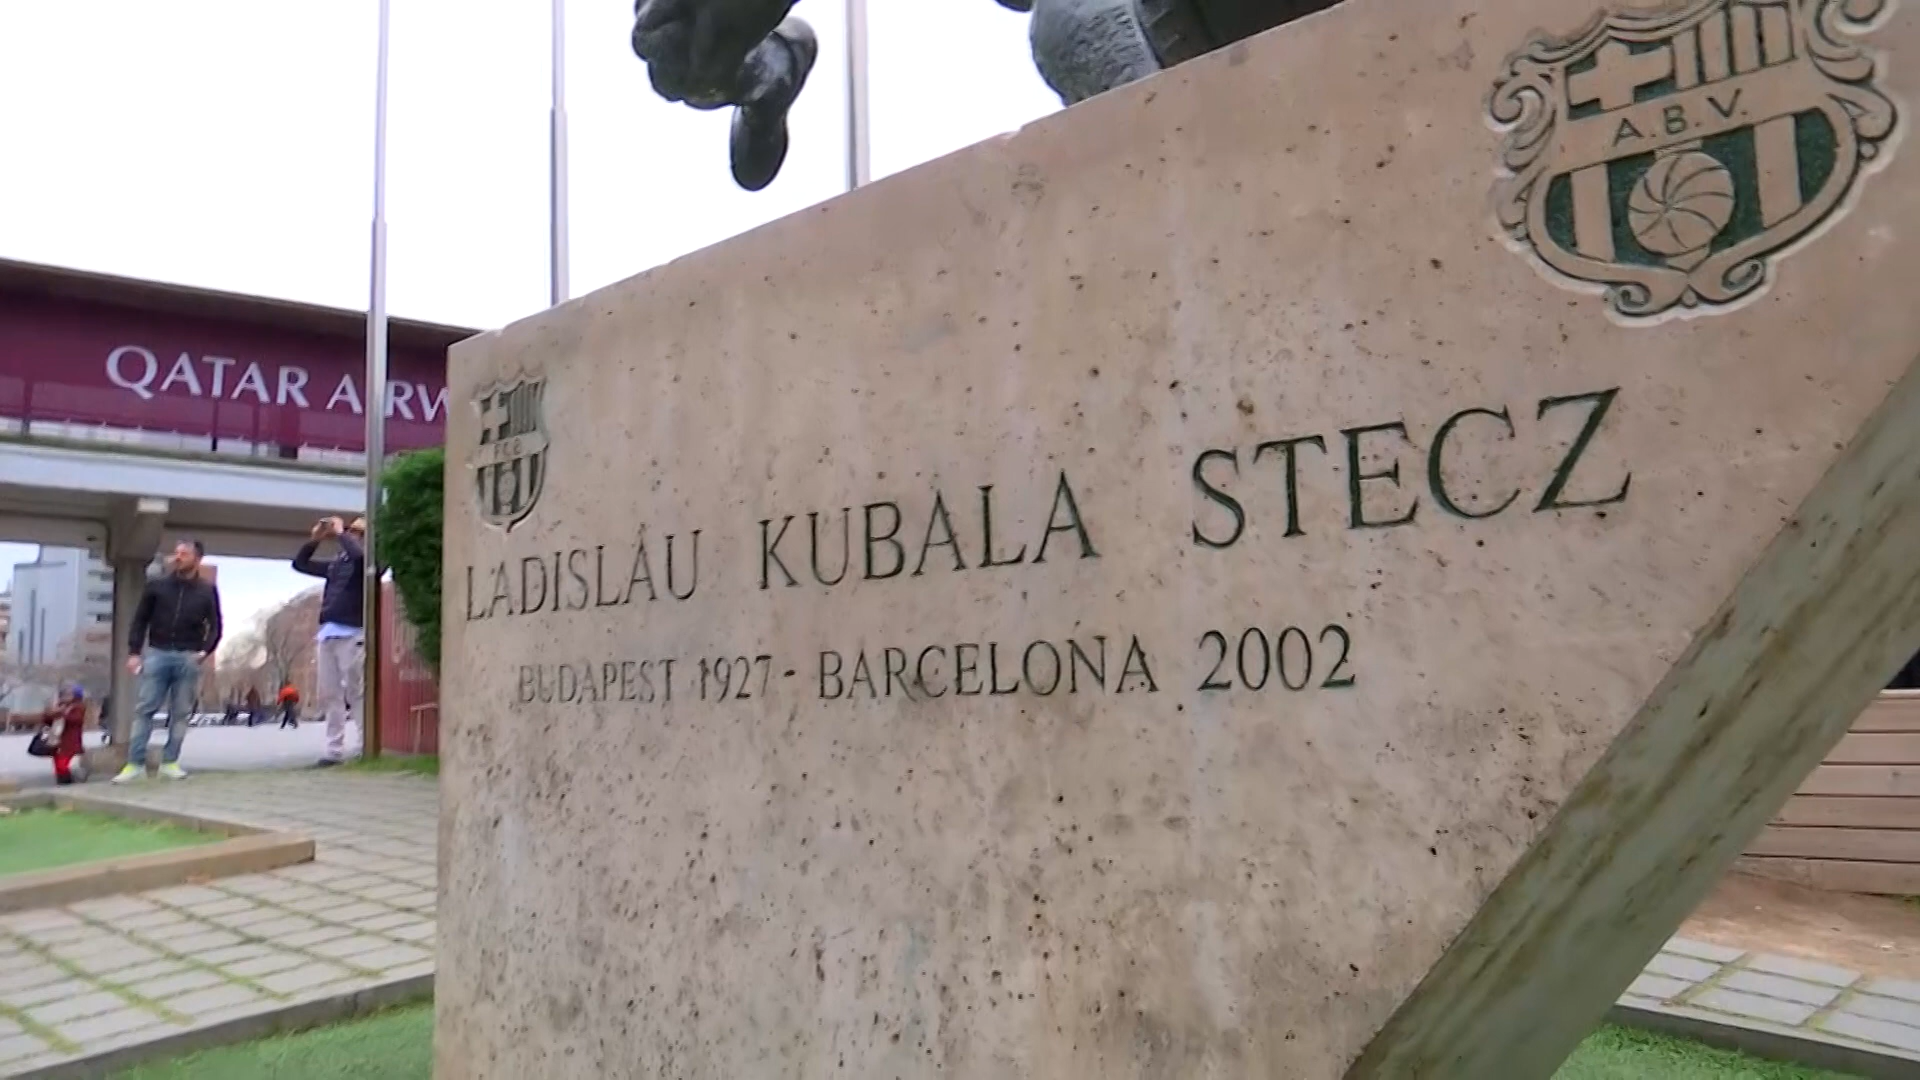 A.B.V.
QATAR AIRW
F C B
LADISLAU KUBALA STECZ
BUDAPEST 1927 - BARCELONA 2002